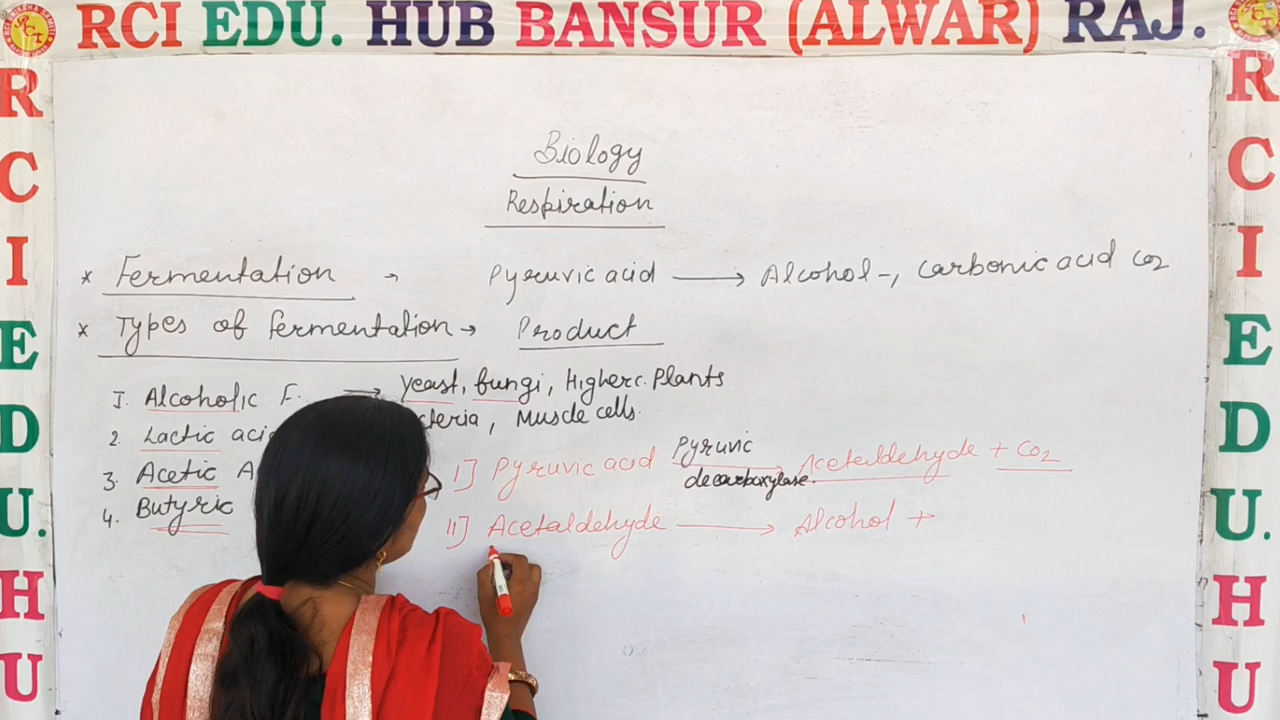 RCI EDU. HUB BANSUR (ALWAR) RAJ.
R C I E D U. H U
Biology
Respiration
* Fermentation → Pyruvic acid ⟶ Alcohol -, Carbonic acid CO2
* Types of fermentation → Product
I. Alcoholic F. ⟶ Yeast, fungi, Higher c. Plants
2. Lactic acid cteria, Muscle cells.
3. Acetic A
4. Butyric
I] Pyruvic acid Pyruvic decarboxylase. ⟶ Acetaldehyde + CO2
II] Acetaldehyde ⟶ Alcohol +
R C I E D U. H U